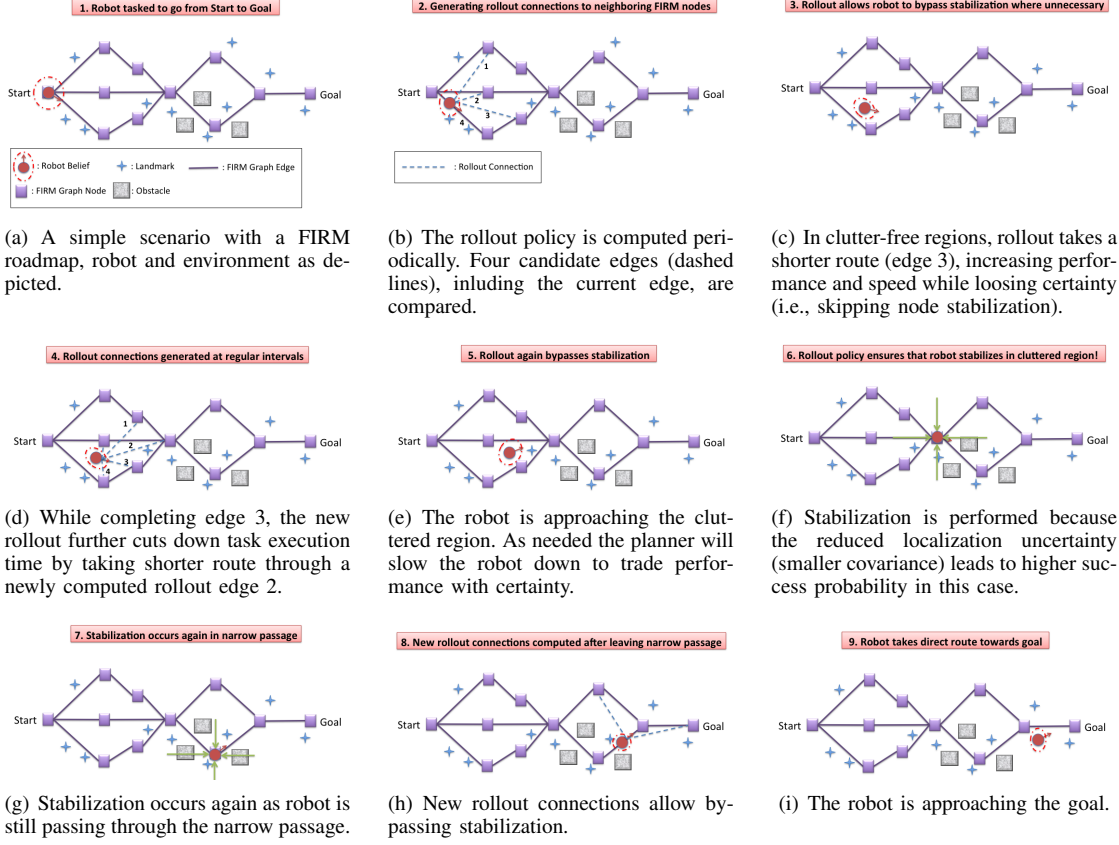 1. Robot tasked to go from Start to Goal
Start
Goal
: Robot Belief
: Landmark
: FIRM Graph Edge
: FIRM Graph Node
: Obstacle
(a) A simple scenario with a FIRM
roadmap, robot and environment as de-
picted.
2. Generating rollout connections to neighboring FIRM nodes
1
Start
2
Goal
3
4
: Rollout Connection
(b) The rollout policy is computed peri-
odically. Four candidate edges (dashed
lines), inluding the current edge, are
compared.
3. Rollout allows robot to bypass stabilization where unnecessary
Start
Goal
(c) In clutter-free regions, rollout takes a
shorter route (edge 3), increasing perfor-
mance and speed while loosing certainty
(i.e., skipping node stabilization).
4. Rollout connections generated at regular intervals
1
Start
2
Goal
3
4
(d) While completing edge 3, the new
rollout further cuts down task execution
time by taking shorter route through a
newly computed rollout edge 2.
5. Rollout again bypasses stabilization
Start
Goal
(e) The robot is approaching the clut-
tered region. As needed the planner will
slow the robot down to trade perfor-
mance with certainty.
6. Rollout policy ensures that robot stabilizes in cluttered region!
Start
Goal
(f) Stabilization is performed because
the reduced localization uncertainty
(smaller covariance) leads to higher suc-
cess probability in this case.
7. Stabilization occurs again in narrow passage
Start
Goal
(g) Stabilization occurs again as robot is
still passing through the narrow passage.
8. New rollout connections computed after leaving narrow passage
Start
Goal
(h) New rollout connections allow by-
passing stabilization.
9. Robot takes direct route towards goal
Start
Goal
(i) The robot is approaching the goal.